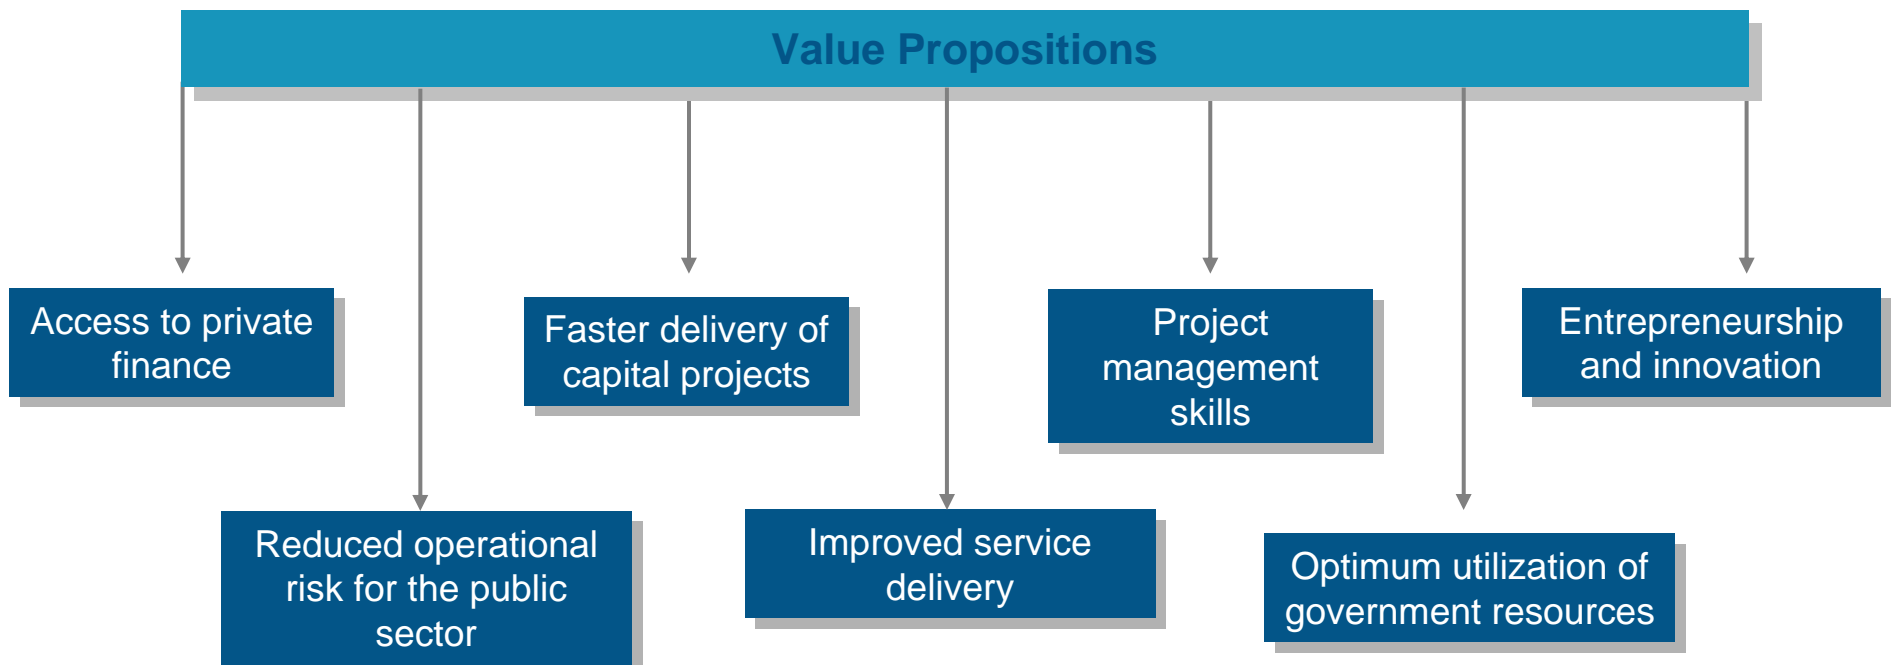 Value Propositions
Access to private
finance
Faster delivery of
capital projects
Project
management
skills
Entrepreneurship
and innovation
Reduced operational
risk for the public
sector
Improved service
delivery
Optimum utilization of
government resources